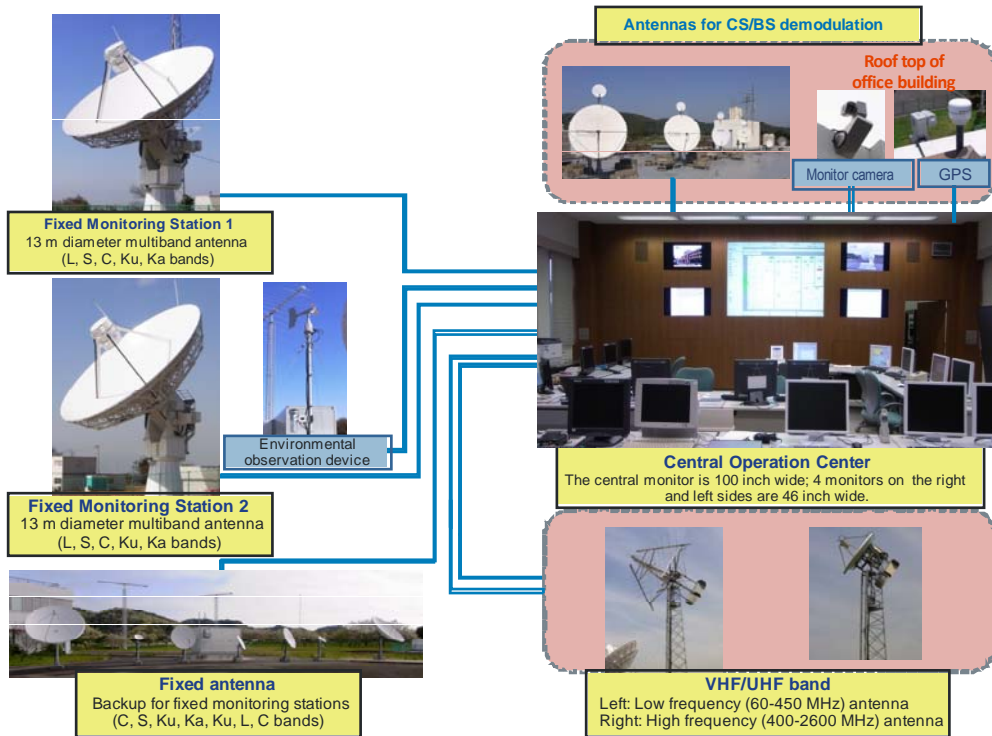 Antennas for CS/BS demodulation
Roof top of
office building
Monitor camera
GPS
Fixed Monitoring Station 1
13 m diameter multiband antenna
(L, S, C, Ku, Ka bands)
Environmental
observation device
Fixed Monitoring Station 2
13 m diameter multiband antenna
(L, S, C, Ku, Ka bands)
Central Operation Center
The central monitor is 100 inch wide; 4 monitors on the right
and left sides are 46 inch wide.
Fixed antenna
Backup for fixed monitoring stations
(C, S, Ku, Ka, Ku, L, C bands)
VHF/UHF band
Left: Low frequency (60-450 MHz) antenna
Right: High frequency (400-2600 MHz) antenna